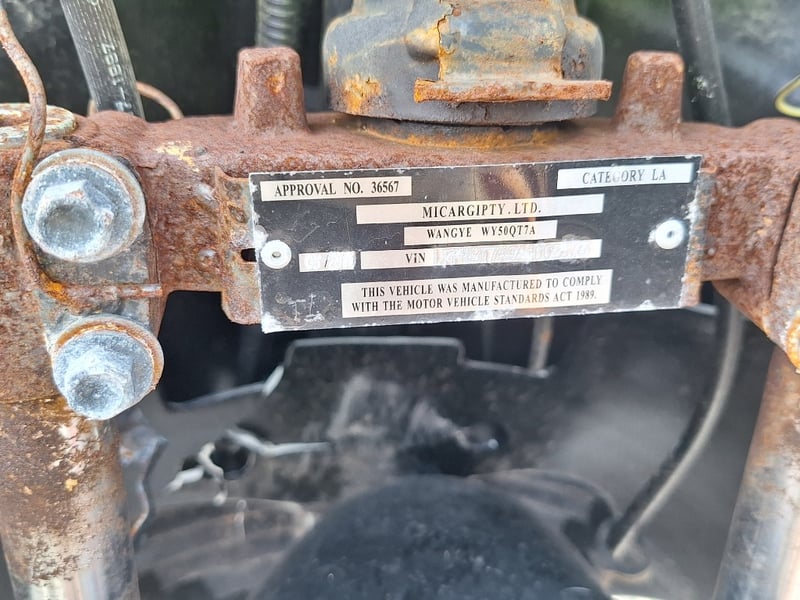 APPROVAL NO. 36567
CATEGORY LA
MICARGIPTY.LTD.
WANGYE WY50QT7A
/
VIN
THIS VEHICLE WAS MANUFACTURED TO COMPLY
WITH THE MOTOR VEHICLE STANDARDS ACT 1989.